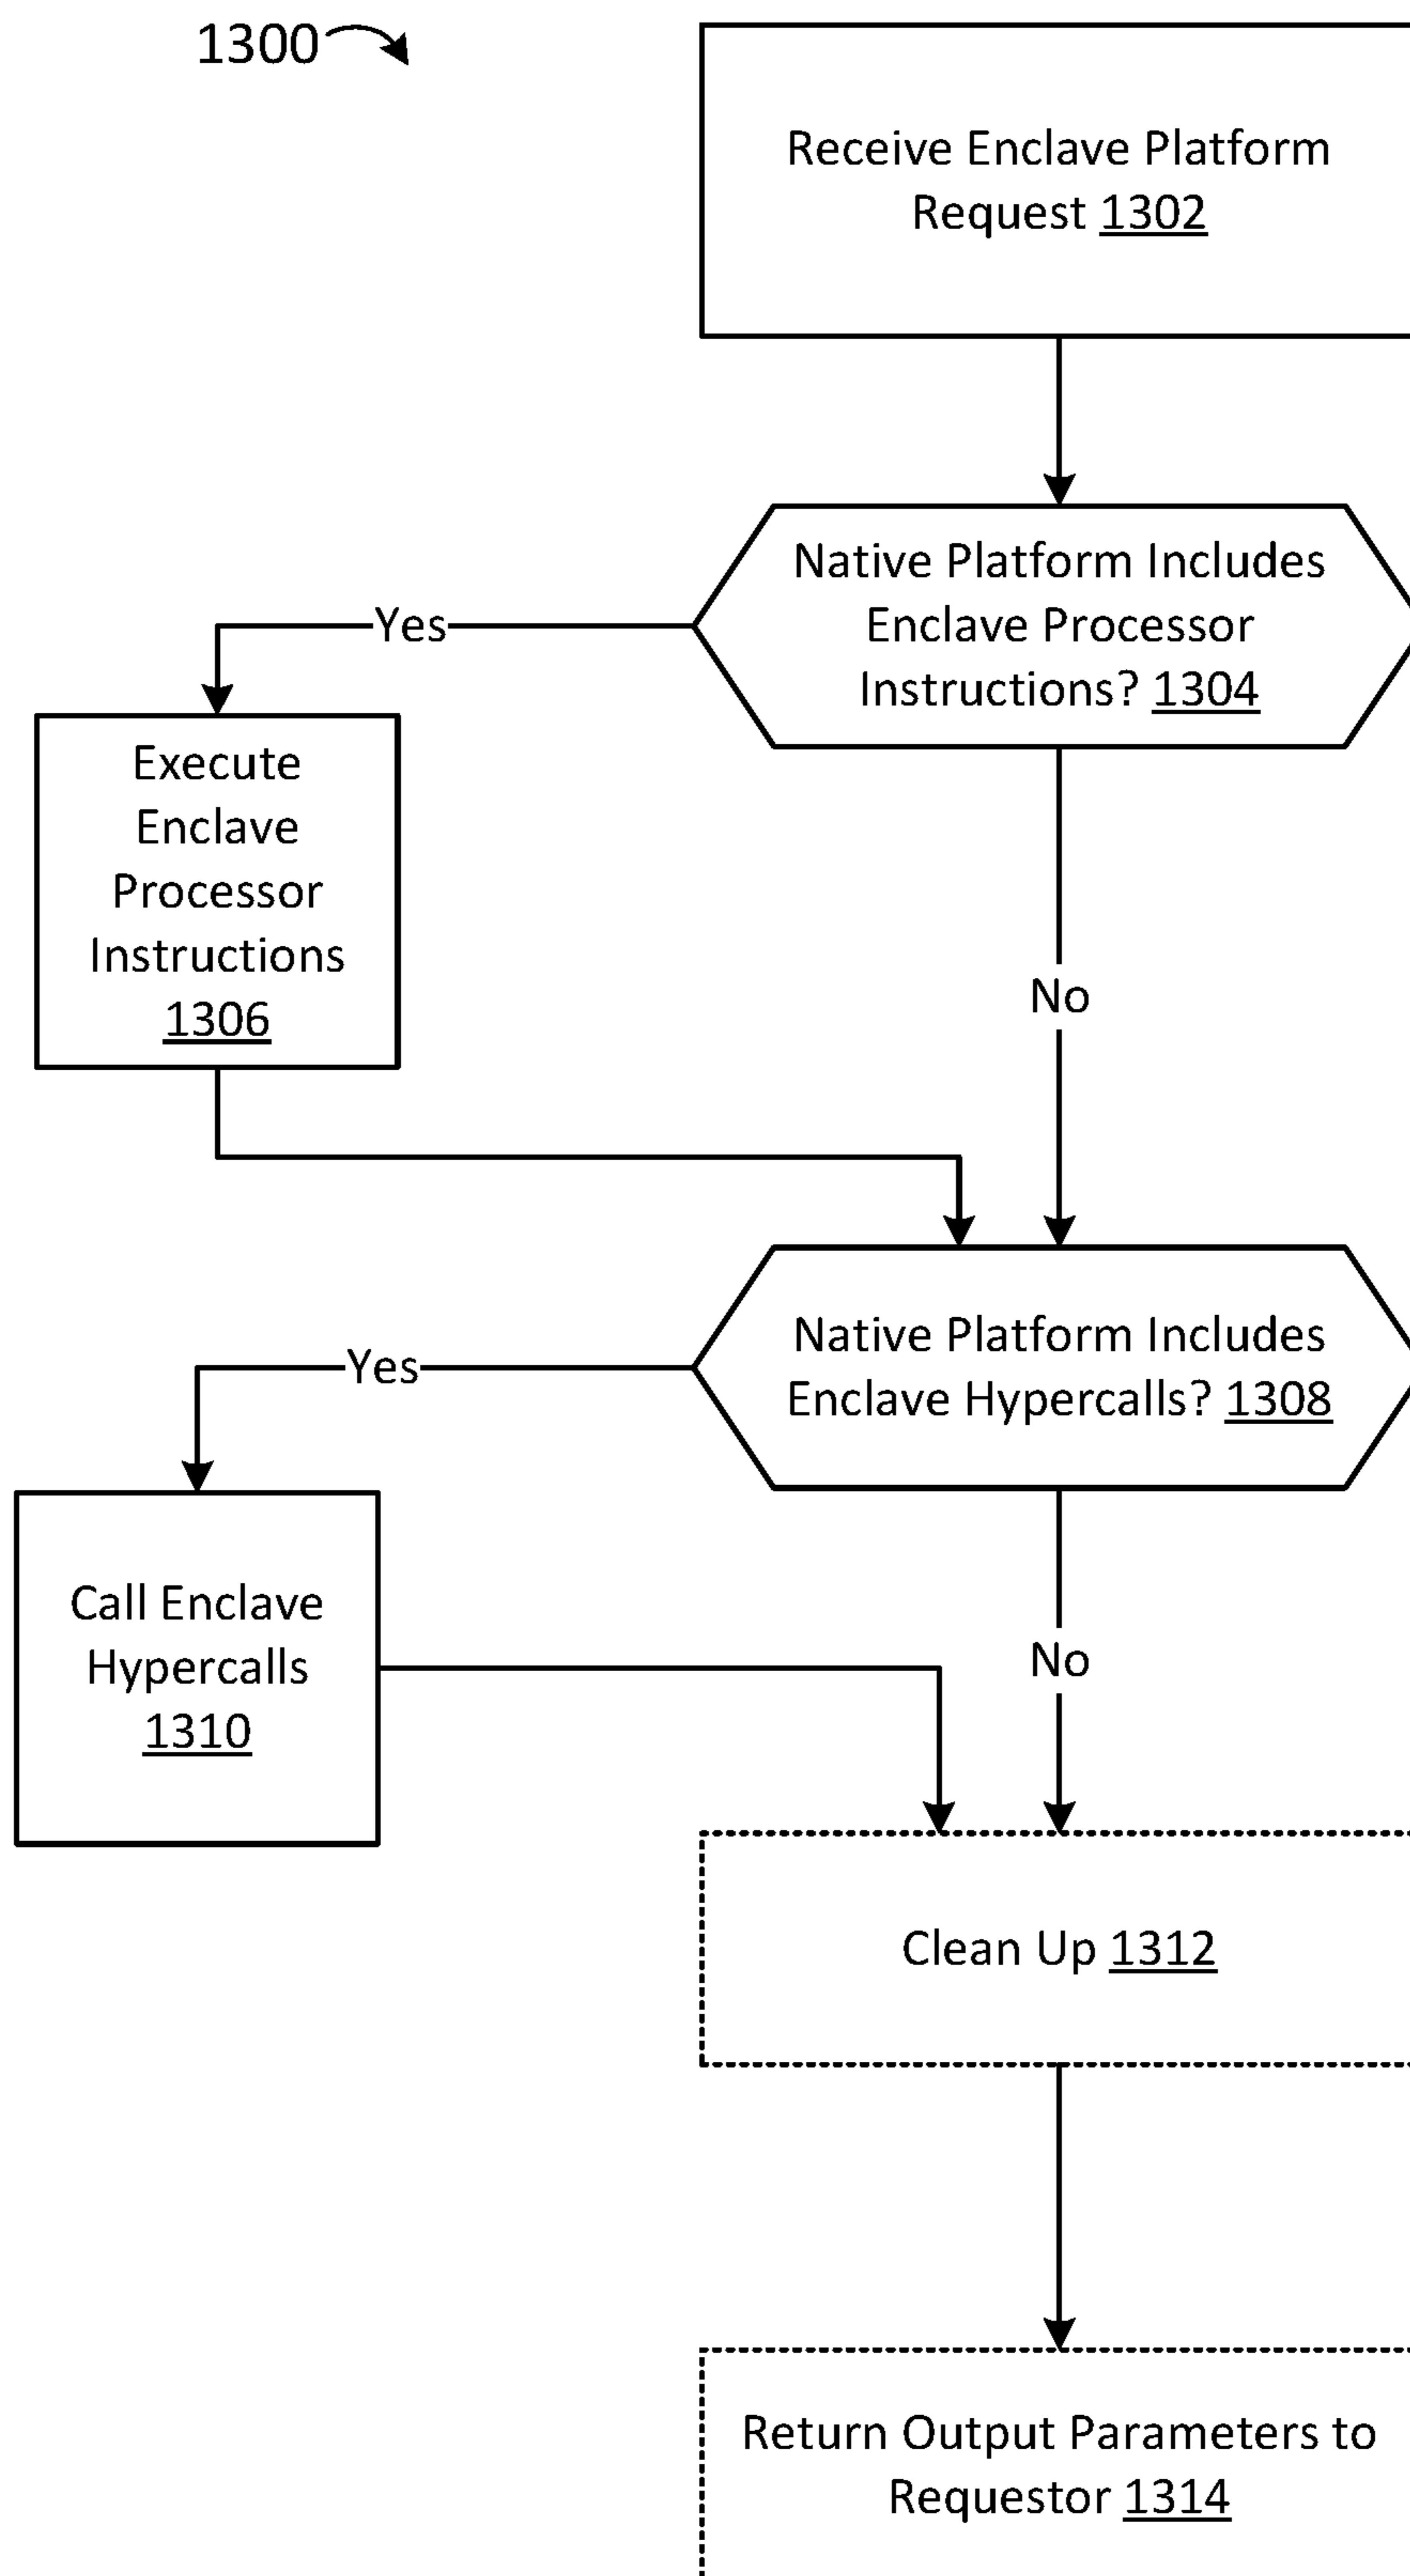 1300
Receive Enclave Platform
Request 1302
Native Platform Includes
Enclave Processor
Instructions? 1304
Yes
Execute
Enclave
Processor
Instructions
1306
No
Native Platform Includes
Enclave Hypercalls? 1308
Yes
Call Enclave
Hypercalls
1310
No
Clean Up 1312
Return Output Parameters to
Requestor 1314